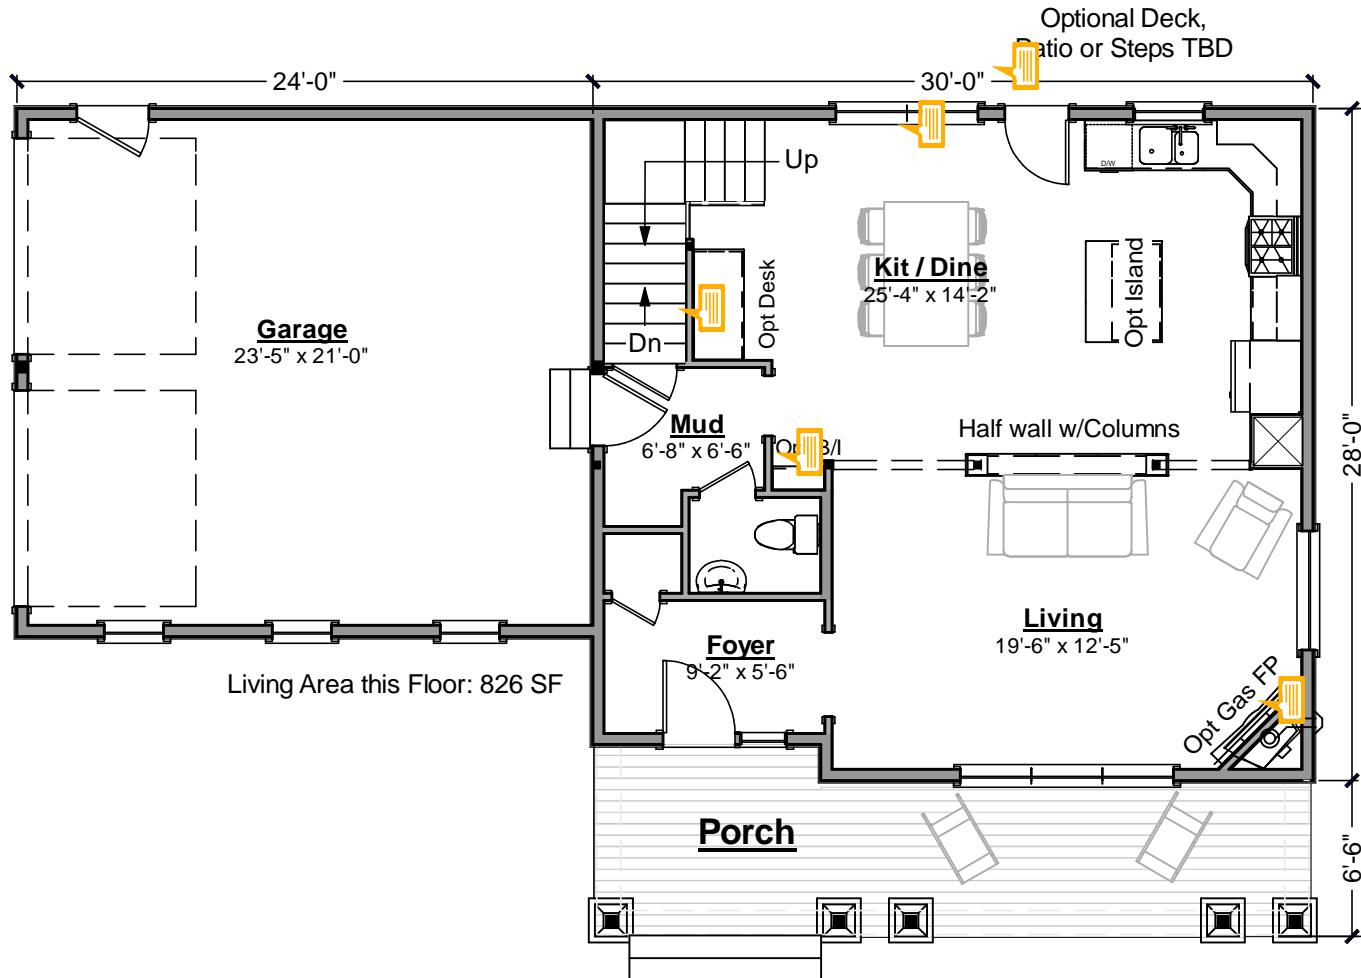 Optional Deck,
Patio or Steps TBD
24'-0"
30'-0"
Up
D/W
Kit / Dine
25'-4" x 14'-2"
Opt Desk
Opt Island
Garage
23'-5" x 21'-0"
Dn
28'-0"
Mud
6'-8" x 6'-6"
B/I
Half wall w/Columns
Living
19'-6" x 12'-5"
Foyer
9'-2" x 5'-6"
Living Area this Floor: 826 SF
Opt Gas FP
Porch
6'-6"